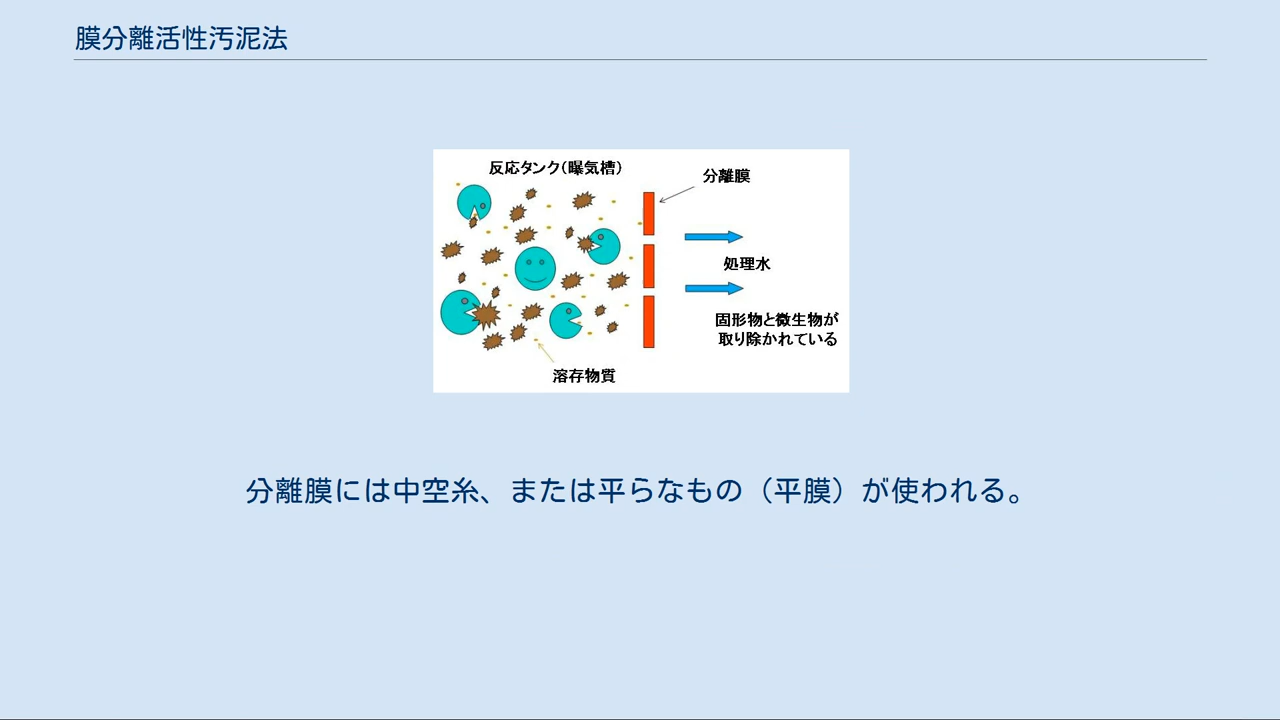 膜分離活性汚泥法
反応タンク(曝気槽)
分離膜
処理水
固形物と微生物が
取り除かれている
溶存物質
分離膜には中空糸、または平らなもの（平膜）が使われる。